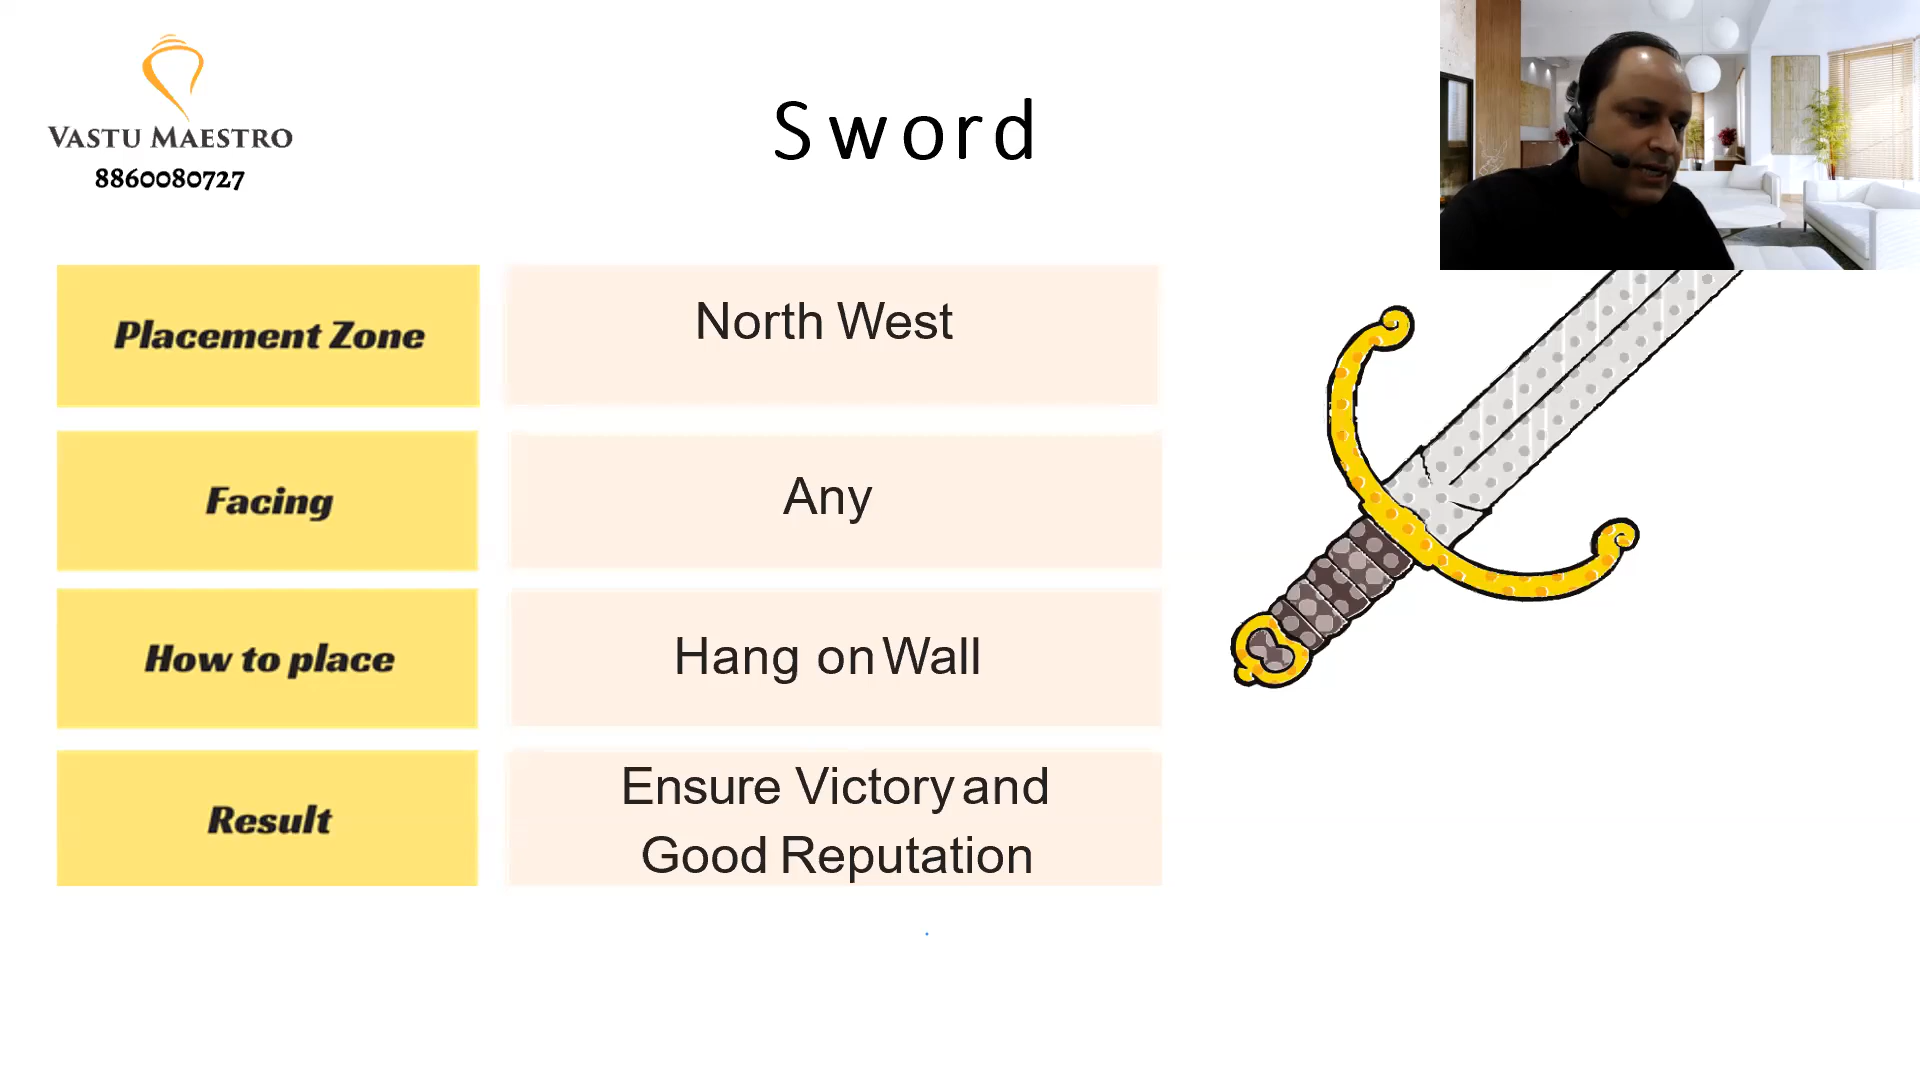 VASTU MAESTRO
8860080727
Sword
Placement Zone
North West
Facing
Any
How to place
Hang on Wall
Result
Ensure Victory and
Good Reputation